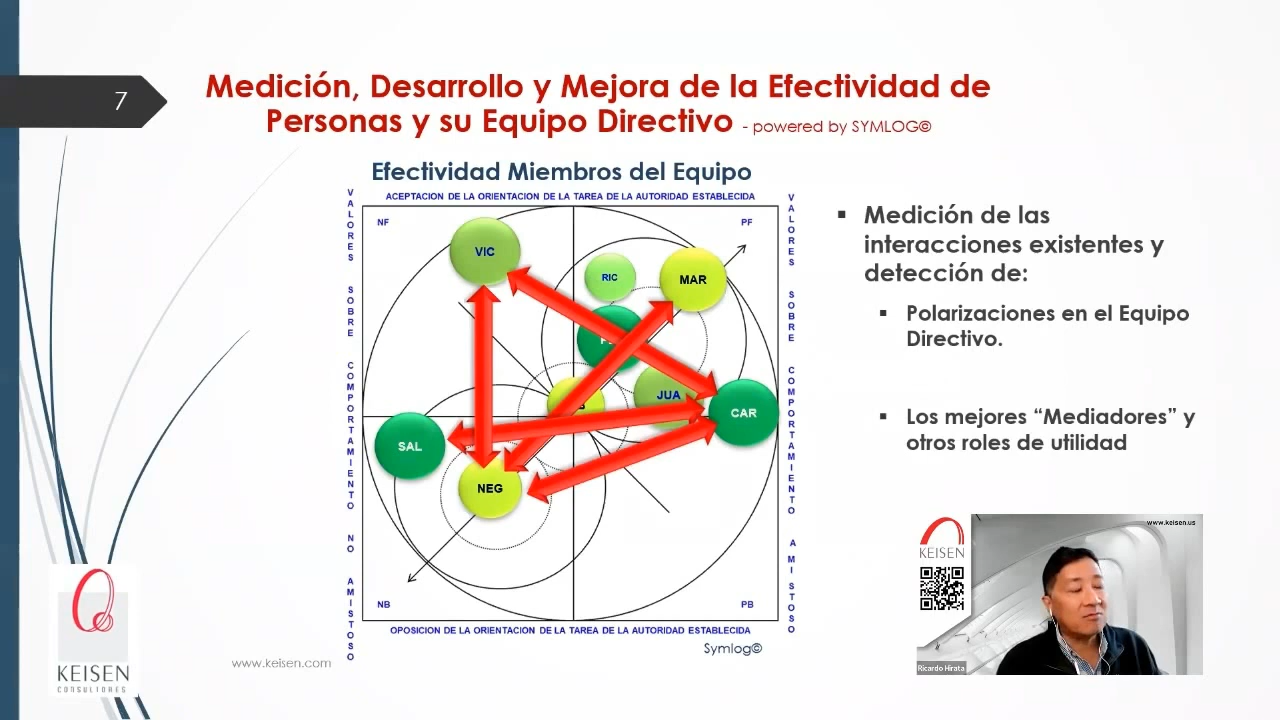 7
Medición, Desarrollo y Mejora de la Efectividad de
Personas y su Equipo Directivo - powered by SYMLOG©
Efectividad Miembros del Equipo
ACEPTACION DE LA ORIENTACION DE LA TAREA DE LA AUTORIDAD ESTABLECIDA
VALORES SOBRE COMPORTAMIENTO NO AMISTOSO
NF
PF
VIC
RIC
MAR
JUA
CAR
SAL
NEG
NB
PB
VALORES SOBRE COMPORTAMIENTO AMISTOSO
OPOSICION DE LA ORIENTACION DE LA TAREA DE LA AUTORIDAD ESTABLECIDA
Symlog©
▪ Medición de las
interacciones existentes y
detección de:
▪ Polarizaciones en el Equipo
Directivo.
▪ Los mejores “Mediadores” y
otros roles de utilidad
KEISEN
www.keisen.us
Ricardo Hirata
KEISEN
CONSULTORES
www.keisen.com